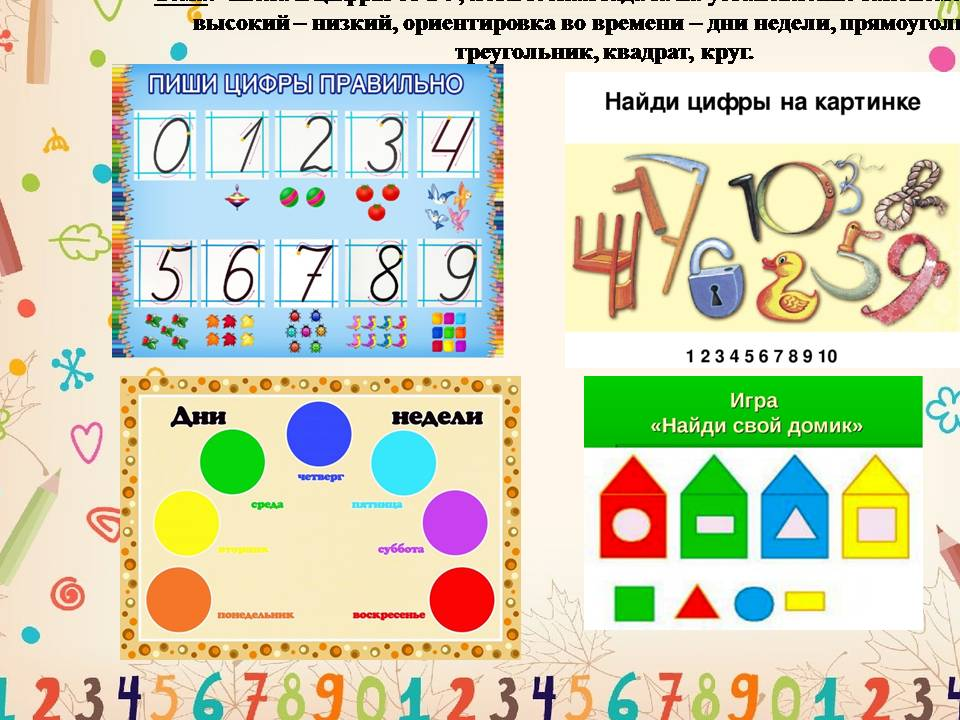 высокий – низкий, ориентировка во времени – дни недели,
треугольник, квадрат, круг.
ПИШИ ЦИФРЫ ПРАВИЛЬНО
0 1 2 3 4
5 6 7 8 9
Найди цифры на картинке
1 2 3 4 5 6 7 8 9 10
Дни недели
четверг
среда
пятница
вторник
суббота
понедельник
воскресенье
Игра
«Найди свой домик»
1 2 3 4 5 6 7 8 9 0 1 2 3 4 5 6 7 8 9 0 1 2 3 4